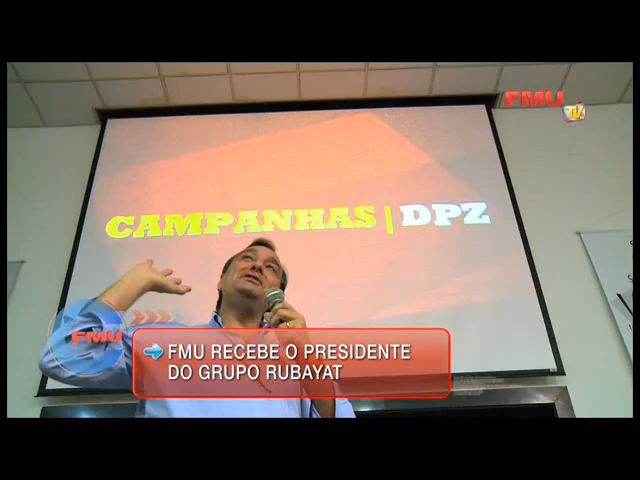 FMU
TV
CAMPANHAS | DPZ
FMU
FMU RECEBE O PRESIDENTE
DO GRUPO RUBAYAT